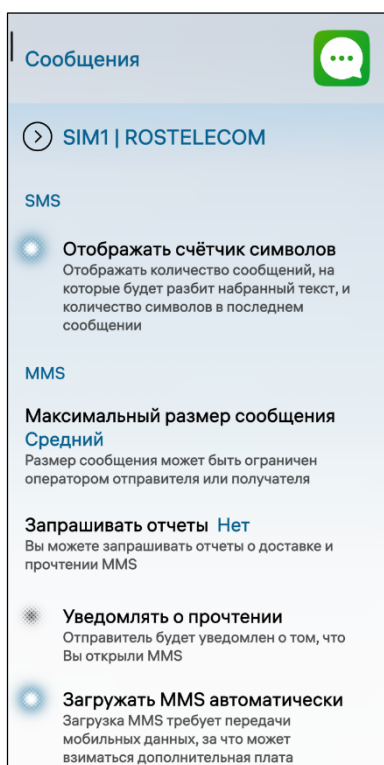 Сообщения
SIM1 | ROSTELECOM
SMS
Отображать счётчик символов
Отображать количество сообщений, на
которые будет разбит набранный текст, и
количество символов в последнем
сообщении
MMS
Максимальный размер сообщения
Средний
Размер сообщения может быть ограничен
оператором отправителя или получателя
Запрашивать отчеты Нет
Вы можете запрашивать отчеты о доставке и
прочтении MMS
Уведомлять о прочтении
Отправитель будет уведомлен о том, что
Вы открыли MMS
Загружать MMS автоматически
Загрузка MMS требует передачи
мобильных данных, за что может
взиматься дополнительная плата